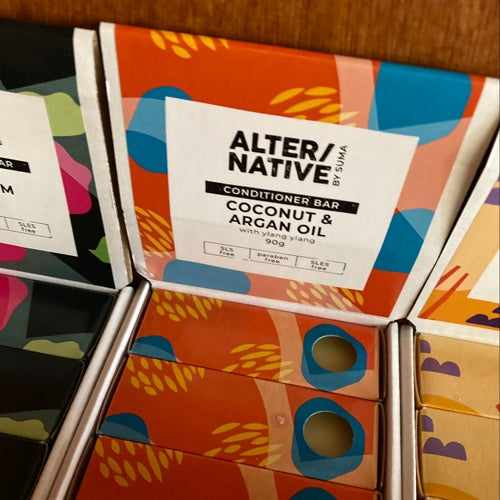 ALTER/
NATIVE
BY SUMA
CONDITIONER BAR
COCONUT &
ARGAN OIL
with ylang ylang
90g
SLS
free
paraben
free
SLES
free
AR
M
SLES
free
B
B
B